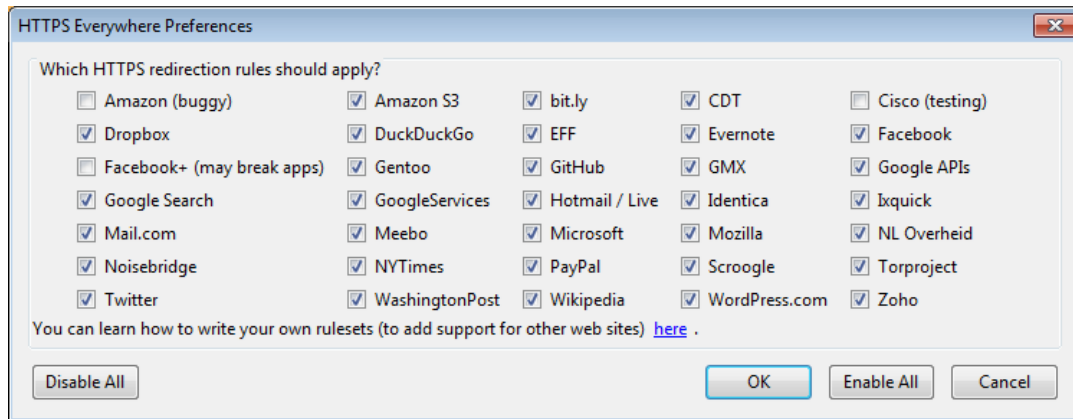 HTTPS Everywhere Preferences
Which HTTPS redirection rules should apply?
Amazon (buggy) Amazon S3 bit.ly CDT Cisco (testing)
Dropbox DuckDuckGo EFF Evernote Facebook
Facebook+ (may break apps) Gentoo GitHub GMX Google APIs
Google Search GoogleServices Hotmail / Live Identica Ixquick
Mail.com Meebo Microsoft Mozilla NL Overheid
Noisebridge NYTimes PayPal Scroogle Torproject
Twitter WashingtonPost Wikipedia WordPress.com Zoho
You can learn how to write your own rulesets (to add support for other web sites) here .
Disable All OK Enable All Cancel